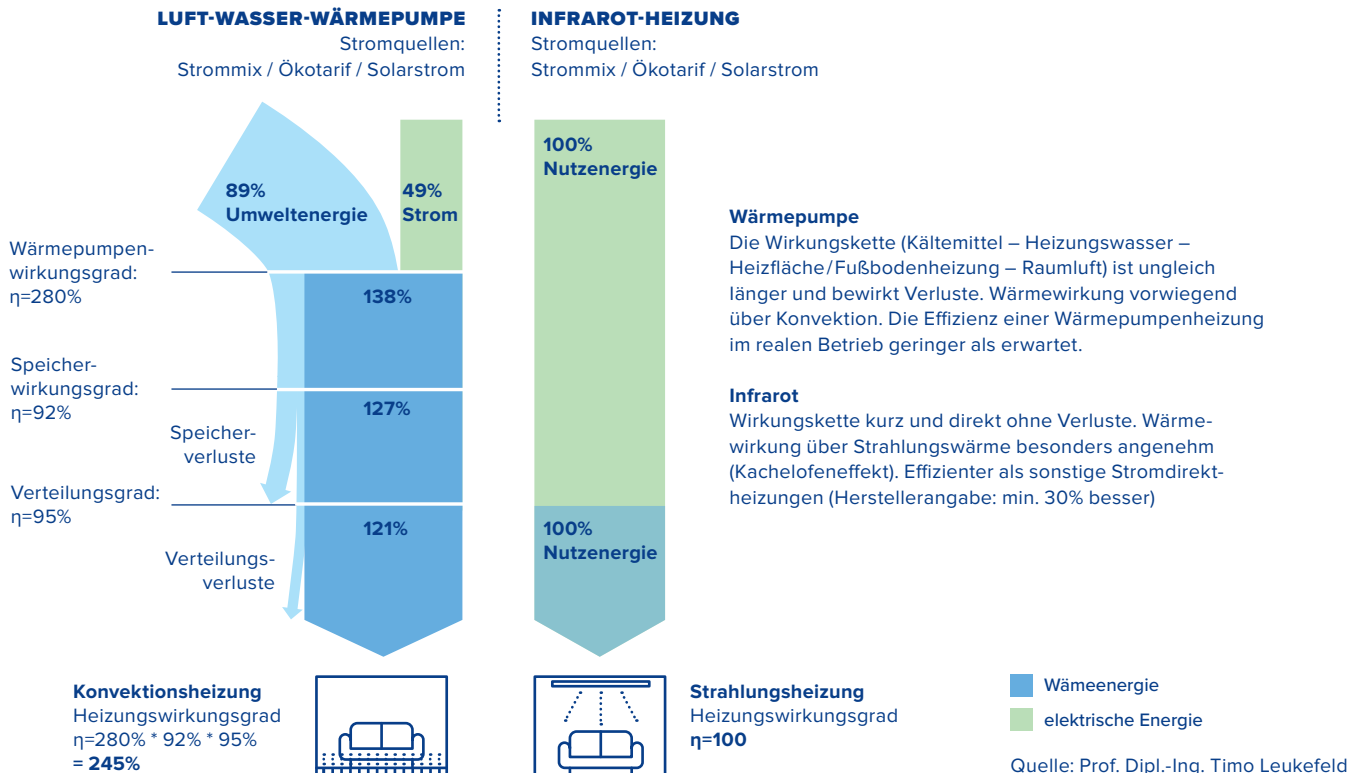 LUFT-WASSER-WÄRMEPUMPE
Stromquellen:
Strommix / Ökotarif / Solarstrom
INFRAROT-HEIZUNG
Stromquellen:
Strommix / Ökotarif / Solarstrom
89%
Umweltenergie
49%
Strom
Wärmepumpen-
wirkungsgrad:
η=280%
138%
Speicher-
wirkungsgrad:
η=92%
127%
Speicher-
verluste
Verteilungsgrad:
η=95%
121%
Verteilungs-
verluste
100%
Nutzenergie
100%
Nutzenergie
Wärmepumpe
Die Wirkungskette (Kältemittel – Heizungswasser –
Heizfläche/Fußbodenheizung – Raumluft) ist ungleich
länger und bewirkt Verluste. Wärmewirkung vorwiegend
über Konvektion. Die Effizienz einer Wärmepumpenheizung
im realen Betrieb geringer als erwartet.
Infrarot
Wirkungskette kurz und direkt ohne Verluste. Wärme-
wirkung über Strahlungswärme besonders angenehm
(Kachelofeneffekt). Effizienter als sonstige Stromdirekt-
heizungen (Herstellerangabe: min. 30% besser)
Konvektionsheizung
Heizungswirkungsgrad
η=280% * 92% * 95%
= 245%
Strahlungsheizung
Heizungswirkungsgrad
η=100
Wämeenergie
elektrische Energie
Quelle: Prof. Dipl.-Ing. Timo Leukefeld